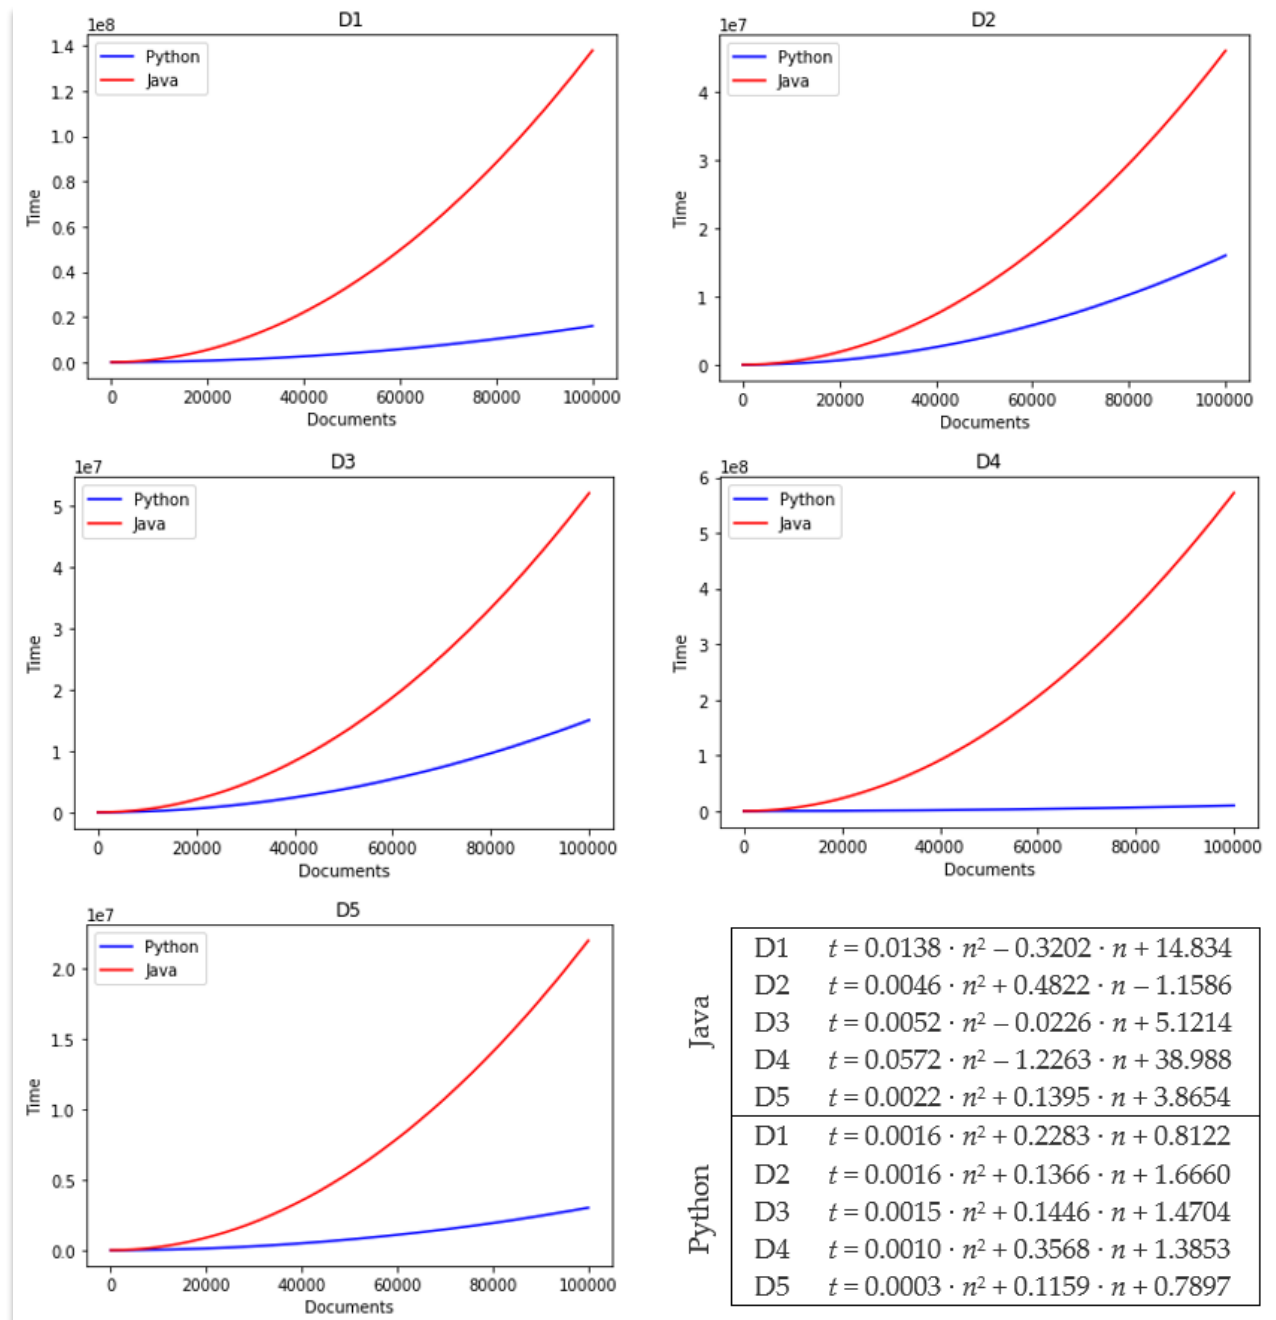 D1
1e8
Python
Java
1.4
1.2
1.0
0.8
0.6
0.4
0.2
0.0
Time
0 20000 40000 60000 80000 100000
Documents
D2
1e7
Python
Java
4
3
2
1
0
Time
0 20000 40000 60000 80000 100000
Documents
D3
1e7
Python
Java
5
4
3
2
1
0
Time
0 20000 40000 60000 80000 100000
Documents
D4
1e8
Python
Java
6
5
4
3
2
1
0
Time
0 20000 40000 60000 80000 100000
Documents
D5
1e7
Python
Java
2.0
1.5
1.0
0.5
0.0
Time
0 20000 40000 60000 80000 100000
Documents
Java
D1 t = 0.0138 · n² – 0.3202 · n + 14.834
D2 t = 0.0046 · n² + 0.4822 · n – 1.1586
D3 t = 0.0052 · n² – 0.0226 · n + 5.1214
D4 t = 0.0572 · n² – 1.2263 · n + 38.988
D5 t = 0.0022 · n² + 0.1395 · n + 3.8654
Python
D1 t = 0.0016 · n² + 0.2283 · n + 0.8122
D2 t = 0.0016 · n² + 0.1366 · n + 1.6660
D3 t = 0.0015 · n² + 0.1446 · n + 1.4704
D4 t = 0.0010 · n² + 0.3568 · n + 1.3853
D5 t = 0.0003 · n² + 0.1159 · n + 0.7897